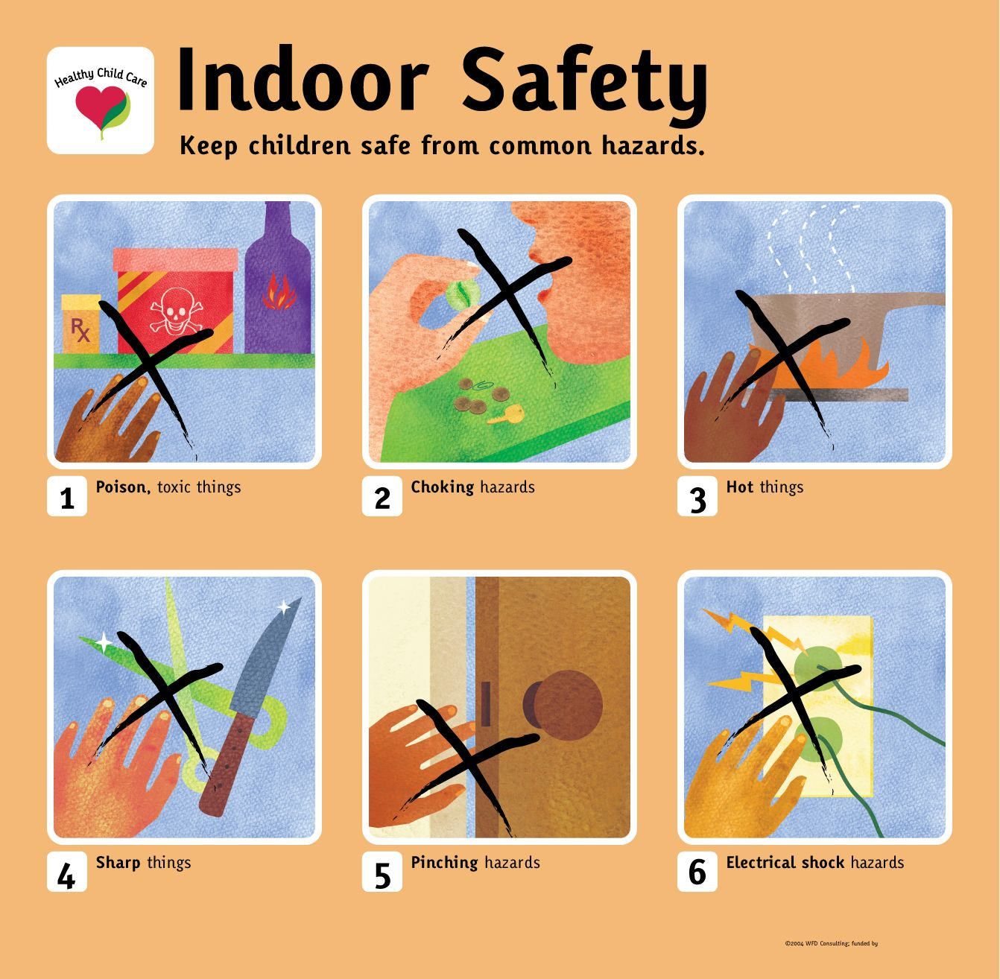 Healthy Child Care
Indoor Safety
Keep children safe from common hazards.
Rx
1 Poison, toxic things
2 Choking hazards
3 Hot things
4 Sharp things
5 Pinching hazards
6 Electrical shock hazards
©2004 WFD Consulting; funded by